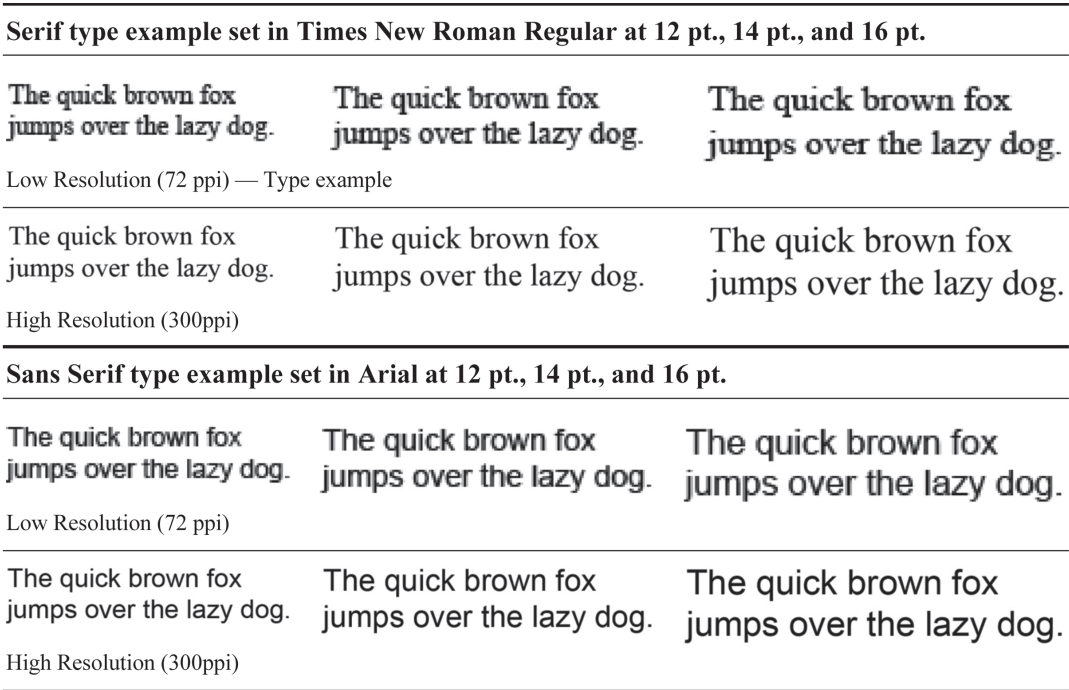 Serif type example set in Times New Roman Regular at 12 pt., 14 pt., and 16 pt.
The quick brown fox
jumps over the lazy dog.
The quick brown fox
jumps over the lazy dog.
The quick brown fox
jumps over the lazy dog.
Low Resolution (72 ppi) — Type example
The quick brown fox
jumps over the lazy dog.
The quick brown fox
jumps over the lazy dog.
The quick brown fox
jumps over the lazy dog.
High Resolution (300ppi)
Sans Serif type example set in Arial at 12 pt., 14 pt., and 16 pt.
The quick brown fox
jumps over the lazy dog.
The quick brown fox
jumps over the lazy dog.
The quick brown fox
jumps over the lazy dog.
Low Resolution (72 ppi)
The quick brown fox
jumps over the lazy dog.
The quick brown fox
jumps over the lazy dog.
The quick brown fox
jumps over the lazy dog.
High Resolution (300ppi)